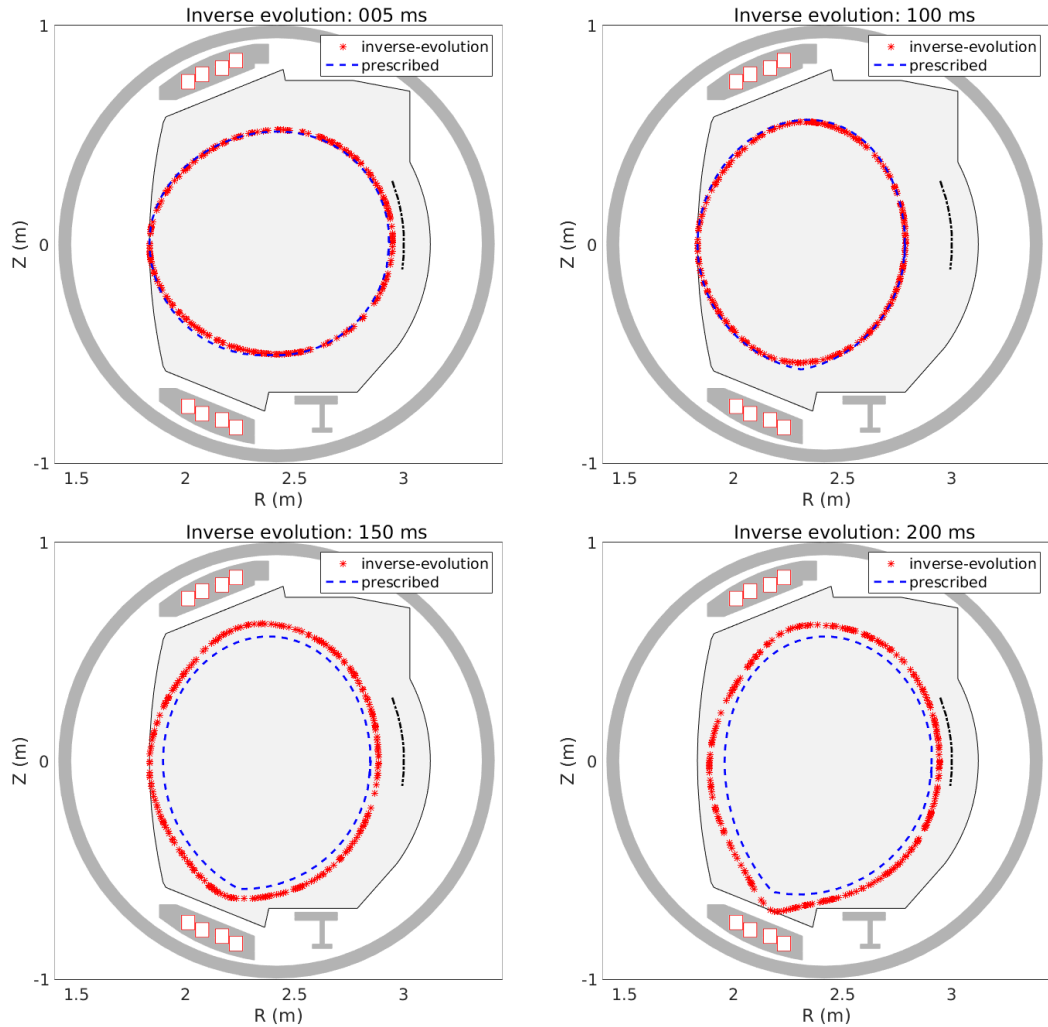 Inverse evolution: 005 ms
inverse-evolution
prescribed
1
0
-1
Z (m)
1.5 2 2.5 3
R (m)
Inverse evolution: 100 ms
inverse-evolution
prescribed
1
0
-1
Z (m)
1.5 2 2.5 3
R (m)
Inverse evolution: 150 ms
inverse-evolution
prescribed
1
0
-1
Z (m)
1.5 2 2.5 3
R (m)
Inverse evolution: 200 ms
inverse-evolution
prescribed
1
0
-1
Z (m)
1.5 2 2.5 3
R (m)